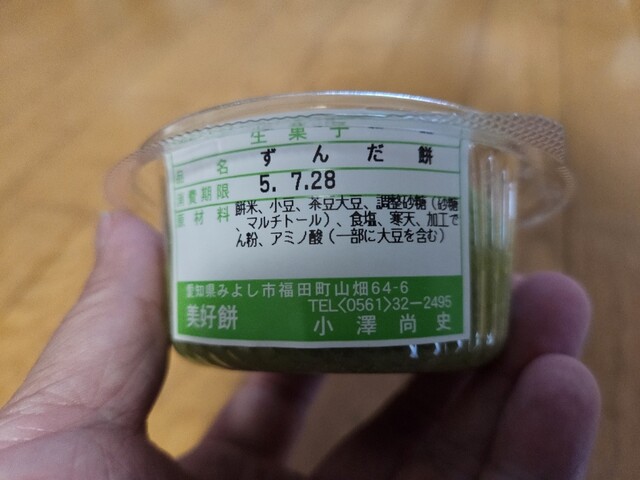 生菓子
品名 ずんだ餅
消費期限 5. 7.28
原材料 餅米、小豆、茶豆大豆、調整砂糖（砂糖
、マルチトール）、食塩、寒天、加工で
ん粉、アミノ酸（一部に大豆を含む）
愛知県みよし市福田町山畑64-6
TEL<0561>32-2495
美好餅 小澤尚史